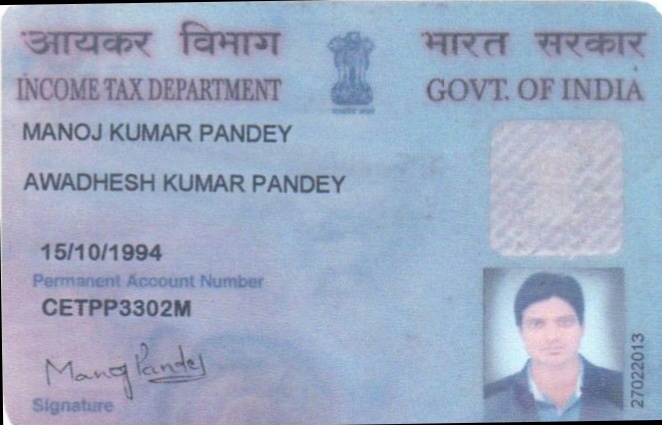 आयकर विभाग भारत सरकार
INCOME TAX DEPARTMENT GOVT. OF INDIA
MANOJ KUMAR PANDEY
AWADHESH KUMAR PANDEY
15/10/1994
Permanent Account Number
CETPP3302M
Manoj Pandey
Signature
27022013